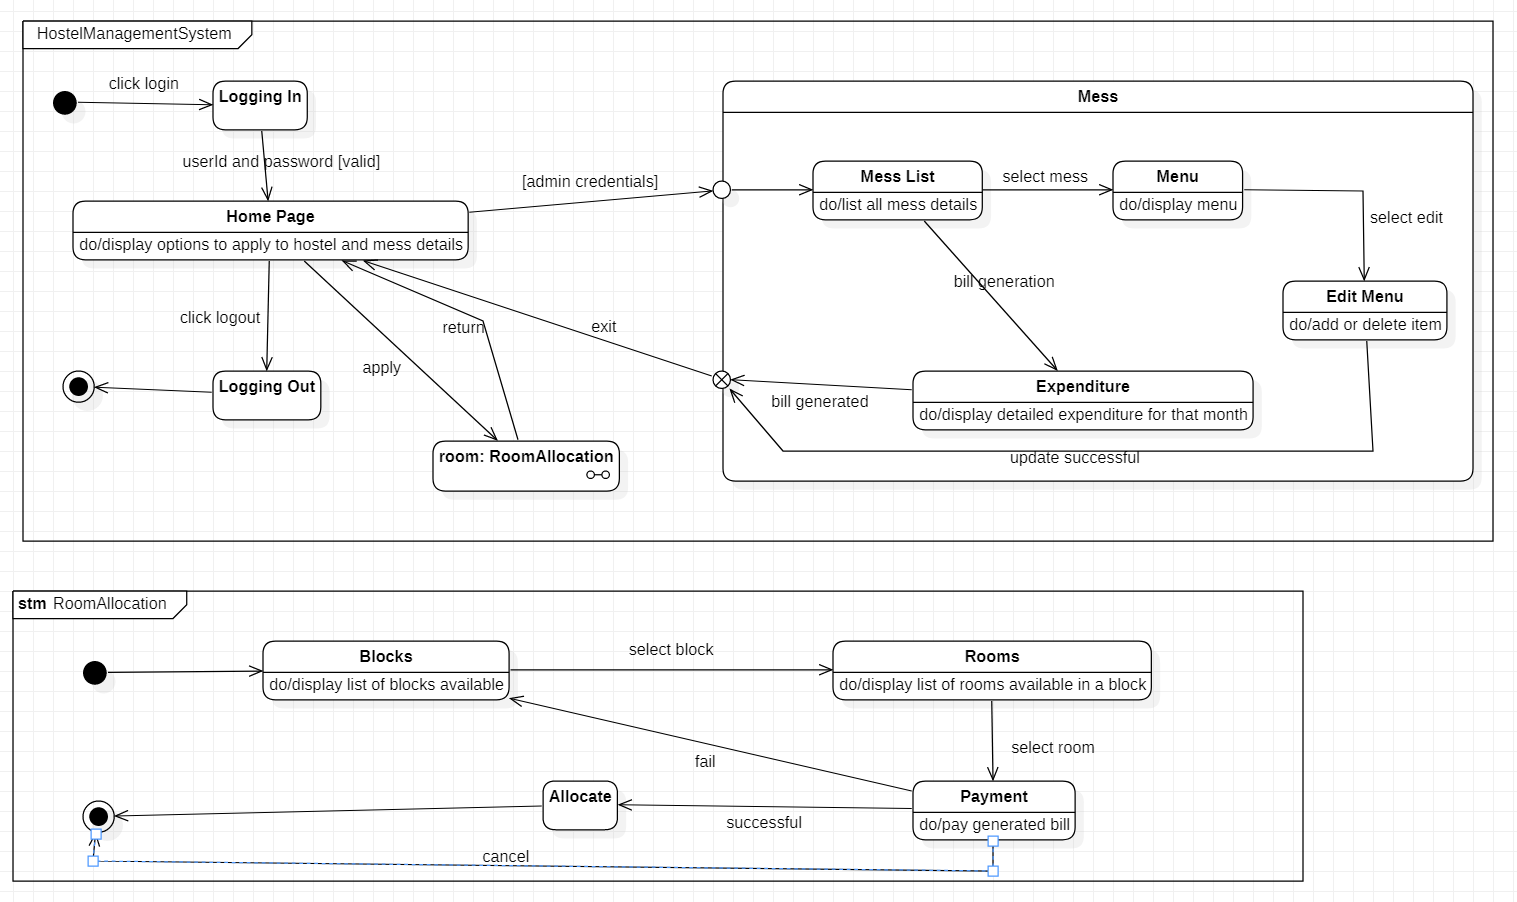 HostelManagementSystem
click login
Logging In
userId and password [valid]
Home Page
do/display options to apply to hostel and mess details
[admin credentials]
click logout
Logging Out
apply
return
exit
room: RoomAllocation
Mess
Mess List
do/list all mess details
select mess
Menu
do/display menu
select edit
Edit Menu
do/add or delete item
bill generation
Expenditure
do/display detailed expenditure for that month
bill generated
update successful
stm RoomAllocation
Blocks
do/display list of blocks available
select block
Rooms
do/display list of rooms available in a block
select room
fail
Payment
do/pay generated bill
successful
Allocate
cancel